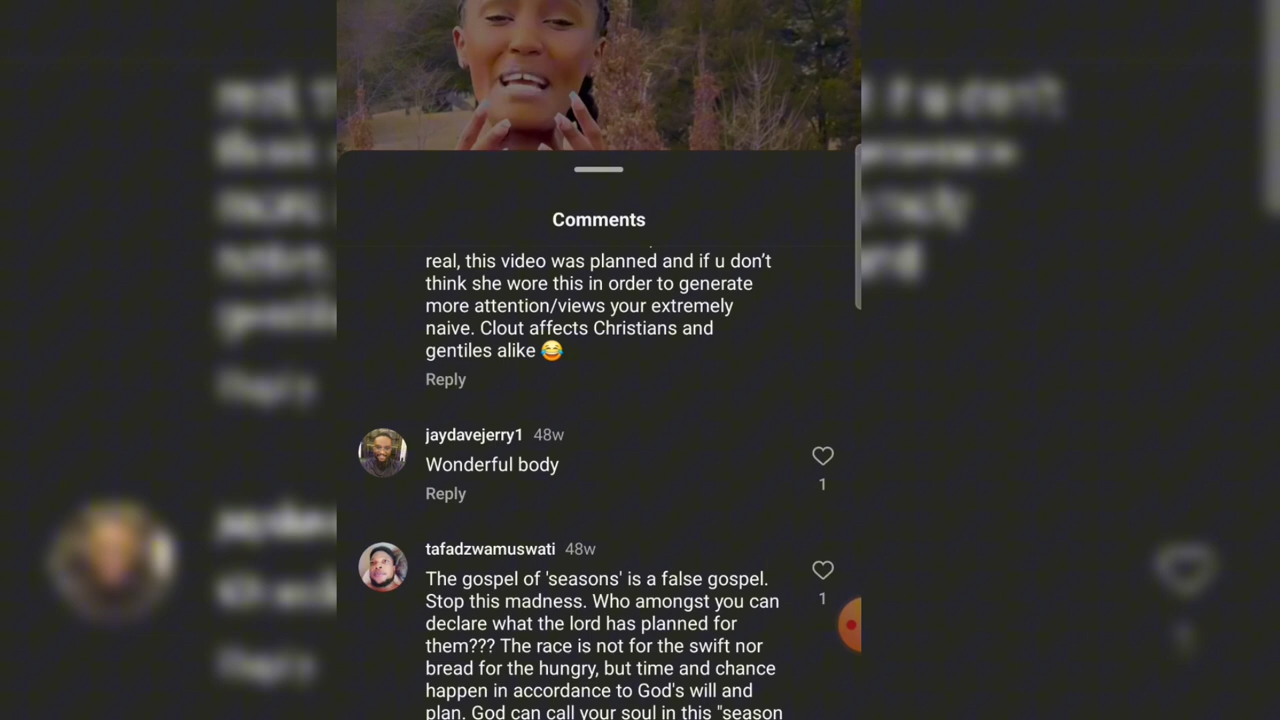 Comments
real, this video was planned and if u don't
think she wore this in order to generate
more attention/views your extremely
naive. Clout affects Christians and
gentiles alike 😂
Reply
jaydavejerry1 48w
Wonderful body
1
Reply
tafadzwamuswati 48w
The gospel of 'seasons' is a false gospel.
Stop this madness. Who amongst you can
1
declare what the lord has planned for
them??? The race is not for the swift nor
bread for the hungry, but time and chance
happen in accordance to God's will and
plan. God can call your soul in this "season